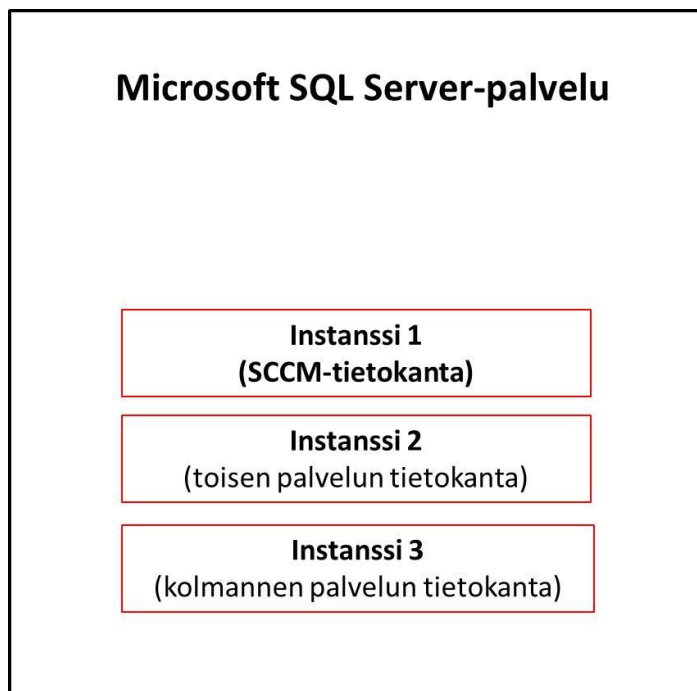 Microsoft SQL Server-palvelu
Instanssi 1
(SCCM-tietokanta)
Instanssi 2
(toisen palvelun tietokanta)
Instanssi 3
(kolmannen palvelun tietokanta)